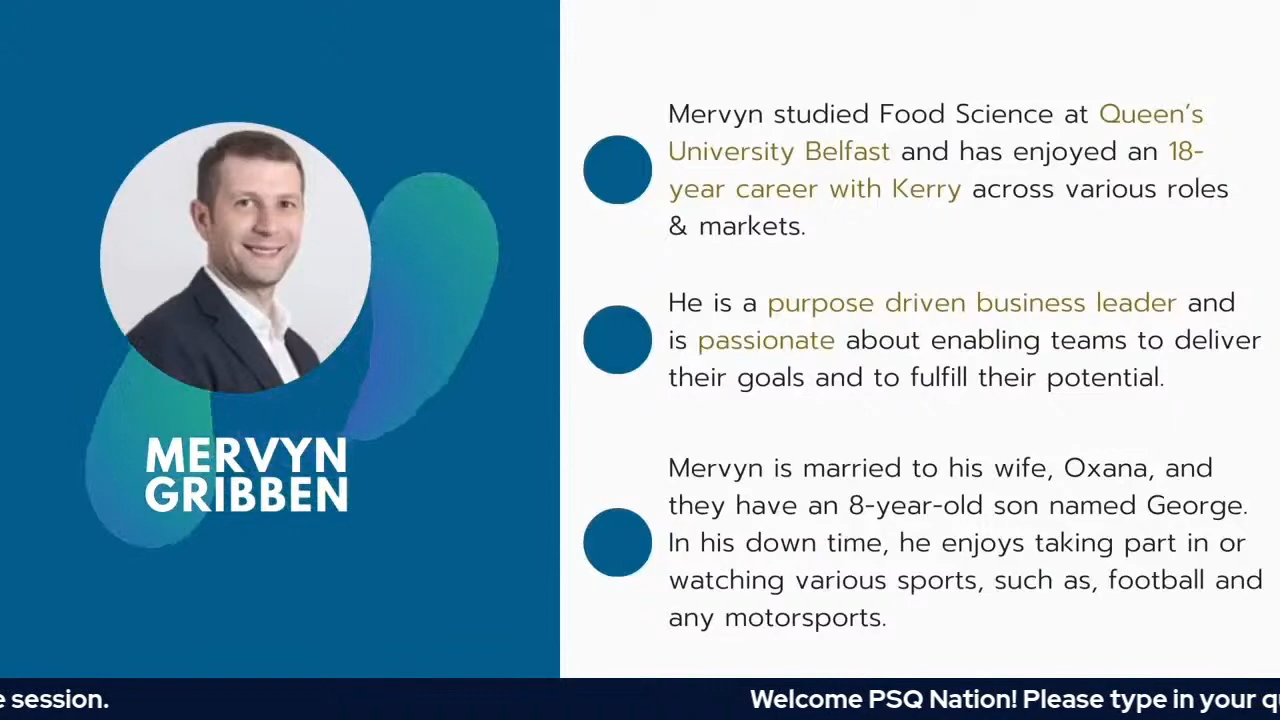 MERVYN
GRIBBEN
Mervyn studied Food Science at Queen's
University Belfast and has enjoyed an 18-
year career with Kerry across various roles
& markets.
He is a purpose driven business leader and
is passionate about enabling teams to deliver
their goals and to fulfill their potential.
Mervyn is married to his wife, Oxana, and
they have an 8-year-old son named George.
In his down time, he enjoys taking part in or
watching various sports, such as, football and
any motorsports.
e session. Welcome PSQ Nation! Please type in your q